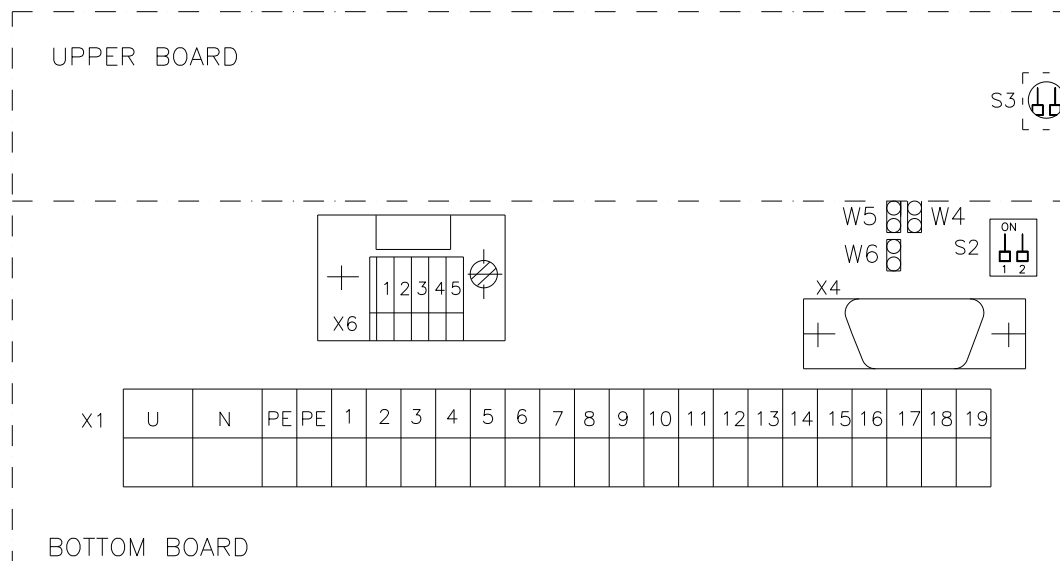 UPPER BOARD
S3
W5 W4
W6
S2
ON
1 2
X4
1 2 3 4 5
X6
X1 U N PE PE 1 2 3 4 5 6 7 8 9 10 11 12 13 14 15 16 17 18 19
BOTTOM BOARD